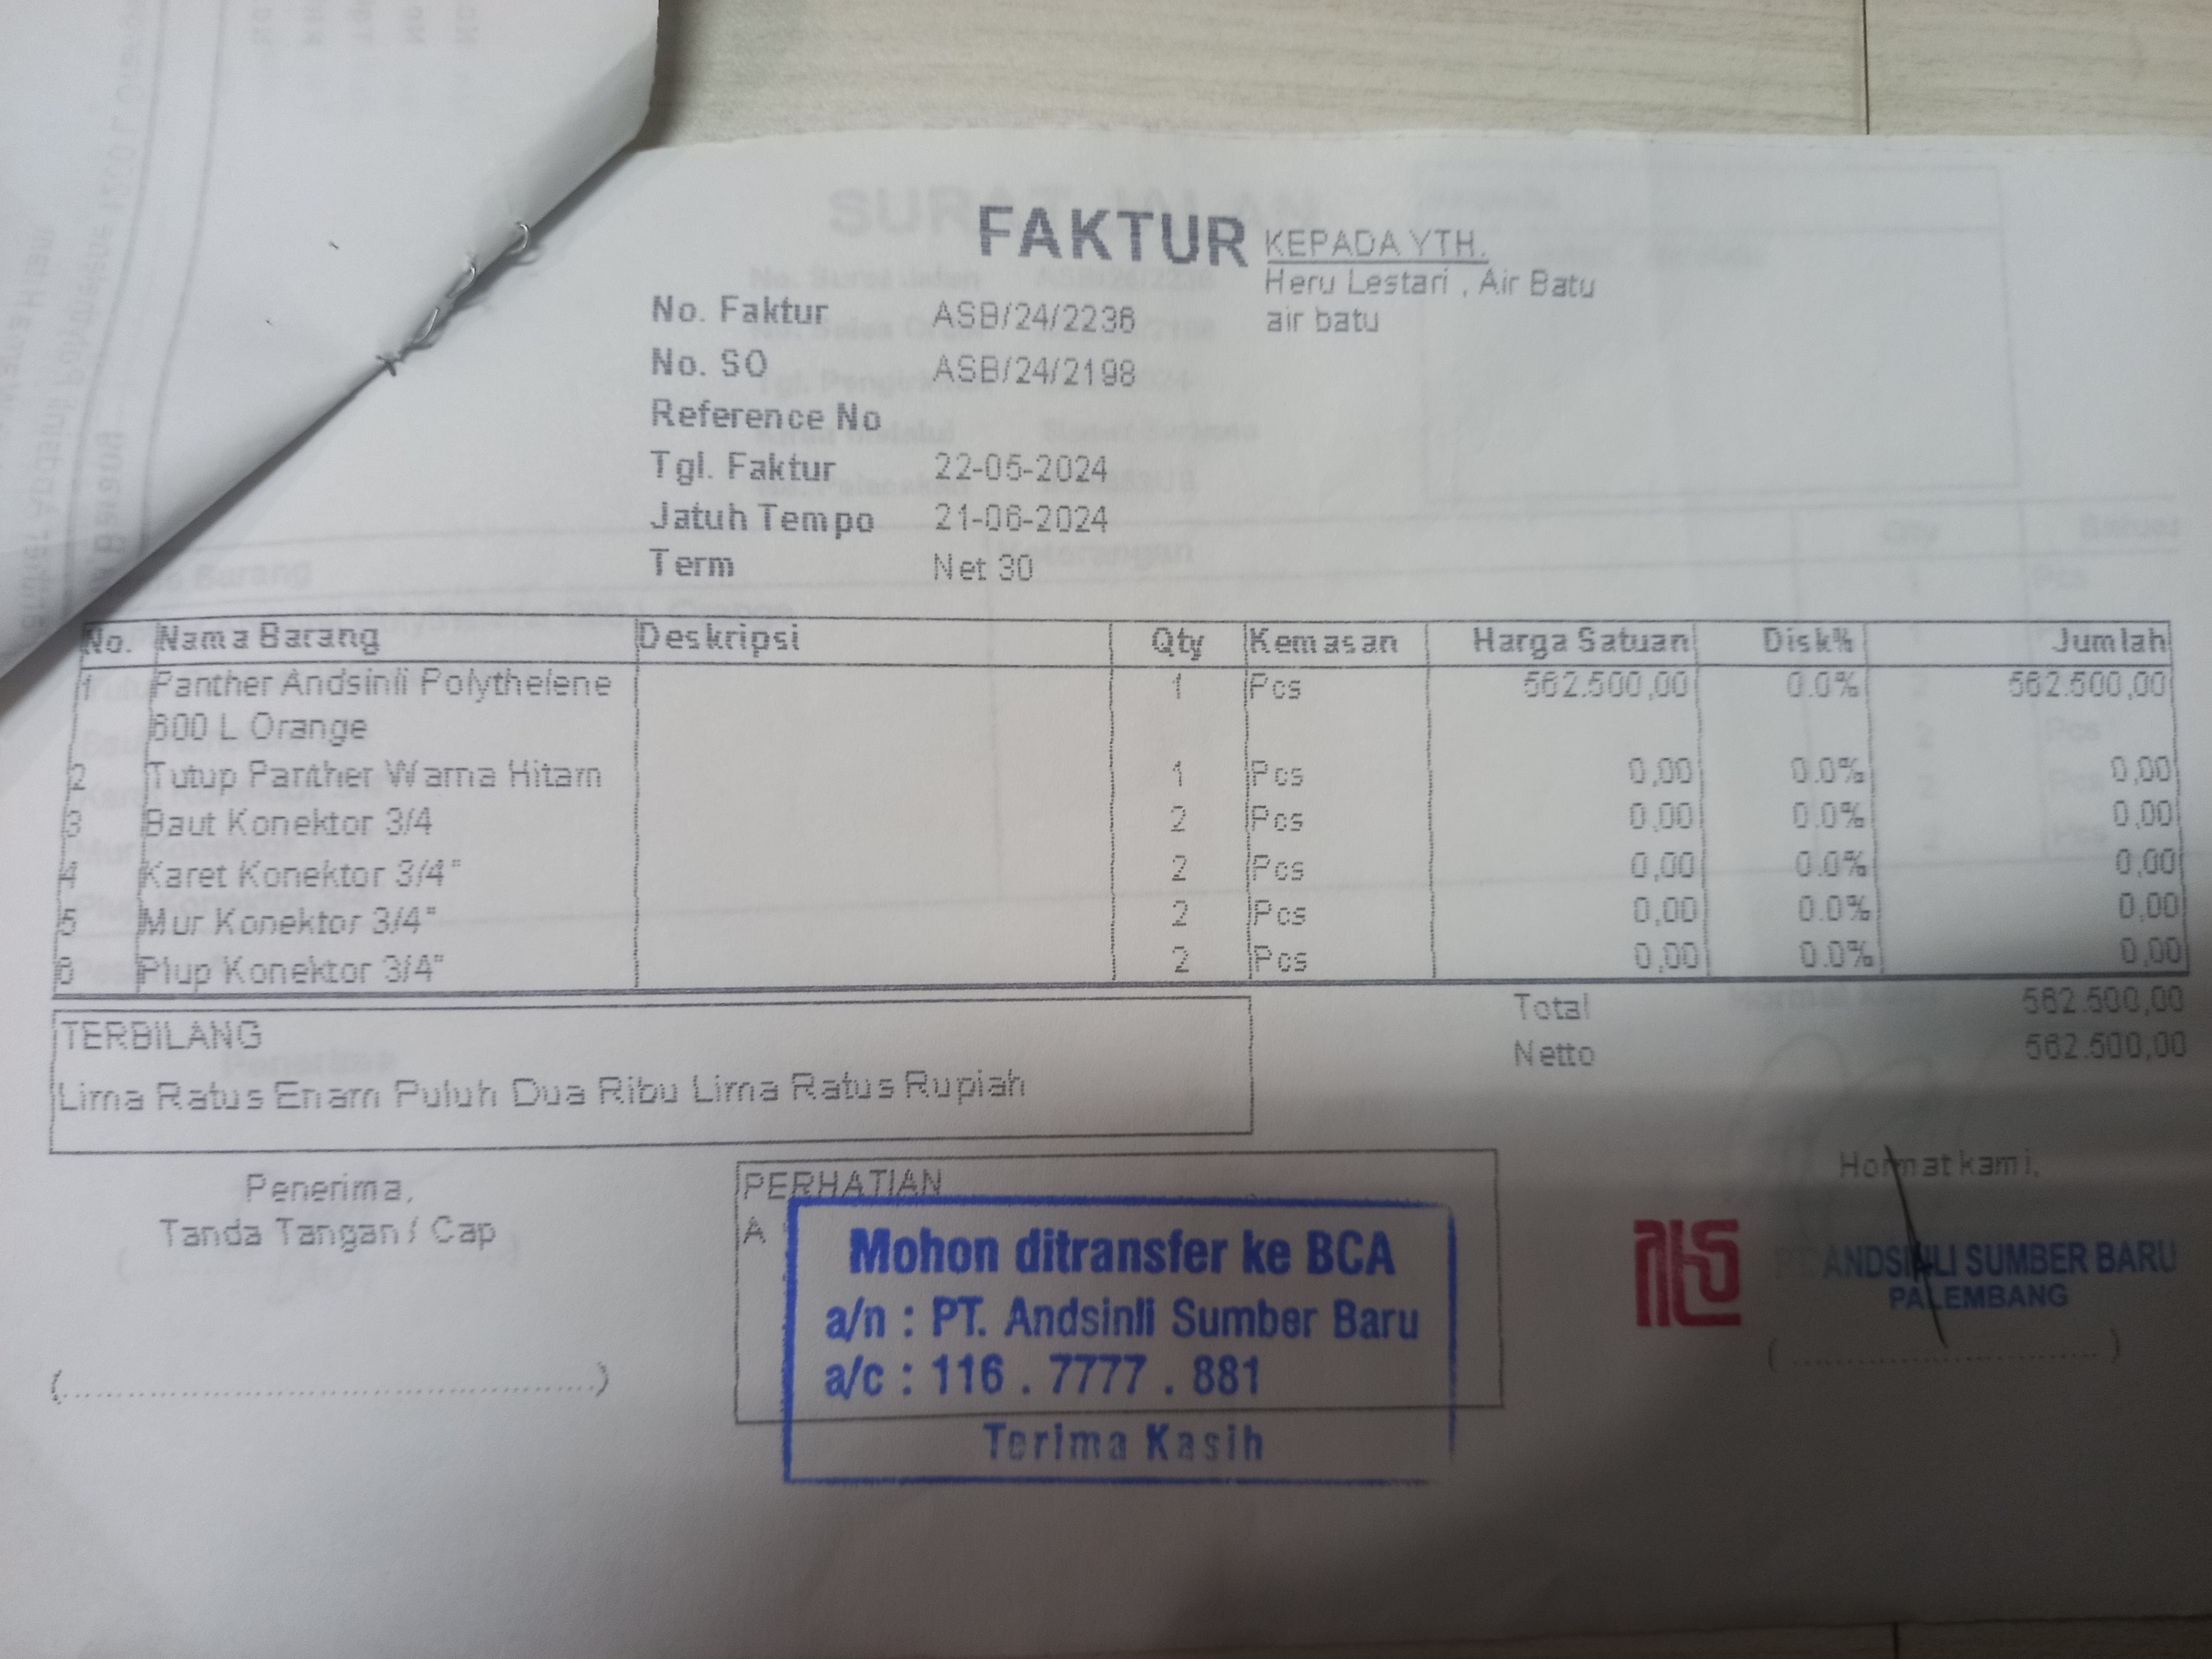 FAKTUR
KEPADA YTH.
Heru Lestari , Air Batu
air batu
No. Faktur ASB/24/2236
No. SO ASB/24/2198
Reference No
Tgl. Faktur 22-05-2024
Jatuh Tempo 21-06-2024
Term Net 30
No. Nama Barang Deskripsi Qty Kemasan Harga Satuan Disk% Jumlah
1 Panther Andsinli Polythelene 1 Pcs 562.500,00 0.0% 562.500,00
600 L Orange
2 Tutup Panther Warna Hitam 1 Pcs 0,00 0.0% 0,00
3 Baut Konektor 3/4 2 Pcs 0,00 0.0% 0,00
4 Karet Konektor 3/4" 2 Pcs 0,00 0.0% 0,00
5 Mur Konektor 3/4" 2 Pcs 0,00 0.0% 0,00
6 Plup Konektor 3/4" 2 Pcs 0,00 0.0% 0,00
Total 562.500,00
Netto 562.500,00
TERBILANG
Lima Ratus Enam Puluh Dua Ribu Lima Ratus Rupiah
Penerima,
Tanda Tangan / Cap
PERHATIAN
A
Mohon ditransfer ke BCA
a/n : PT. Andsinli Sumber Baru
a/c : 116 . 7777 . 881
Terima Kasih
Hormat kami,
PT. ANDSINLI SUMBER BARU
PALEMBANG